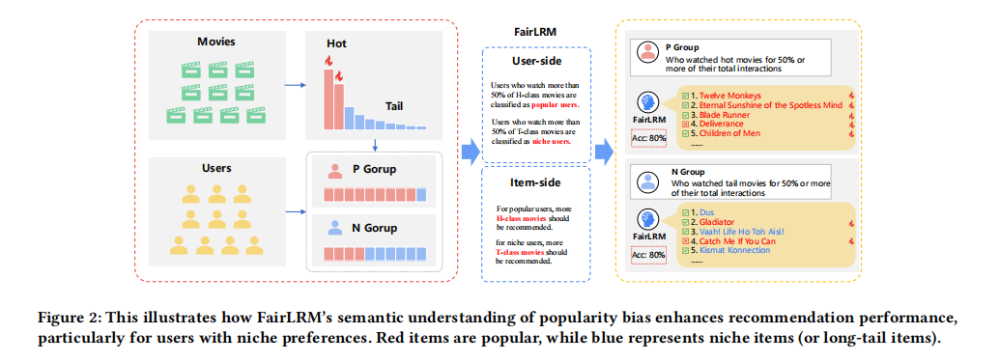 Movies
Hot
Tail
Users
P Gorup
N Gorup
FairLRM
User-side
Users who watch more than
50% of H-class movies are
classified as popular users.
Users who watch more than
50% of T-class movies are
classified as niche users.
Item-side
For popular users, more
H-class movies should
be recommended.
for niche users, more
T-class movies should
be recommended.
P Group
Who watched hot movies for 50% or
more of their total interactions
FairLRM
Acc: 80%
1. Twelve Monkeys
2. Eternal Sunshine of the Spotless Mind
3. Blade Runner
4. Deliverance
5. Children of Men
......
N Group
Who watched tail movies for 50% or more
of their total interactions
FairLRM
Acc: 80%
1. Dus
2. Gladiator
3. Vaah! Life Ho Toh Aisi!
4. Catch Me If You Can
5. Kismat Konnection
......
Figure 2: This illustrates how FairLRM's semantic understanding of popularity bias enhances recommendation performance,
particularly for users with niche preferences. Red items are popular, while blue represents niche items (or long-tail items).